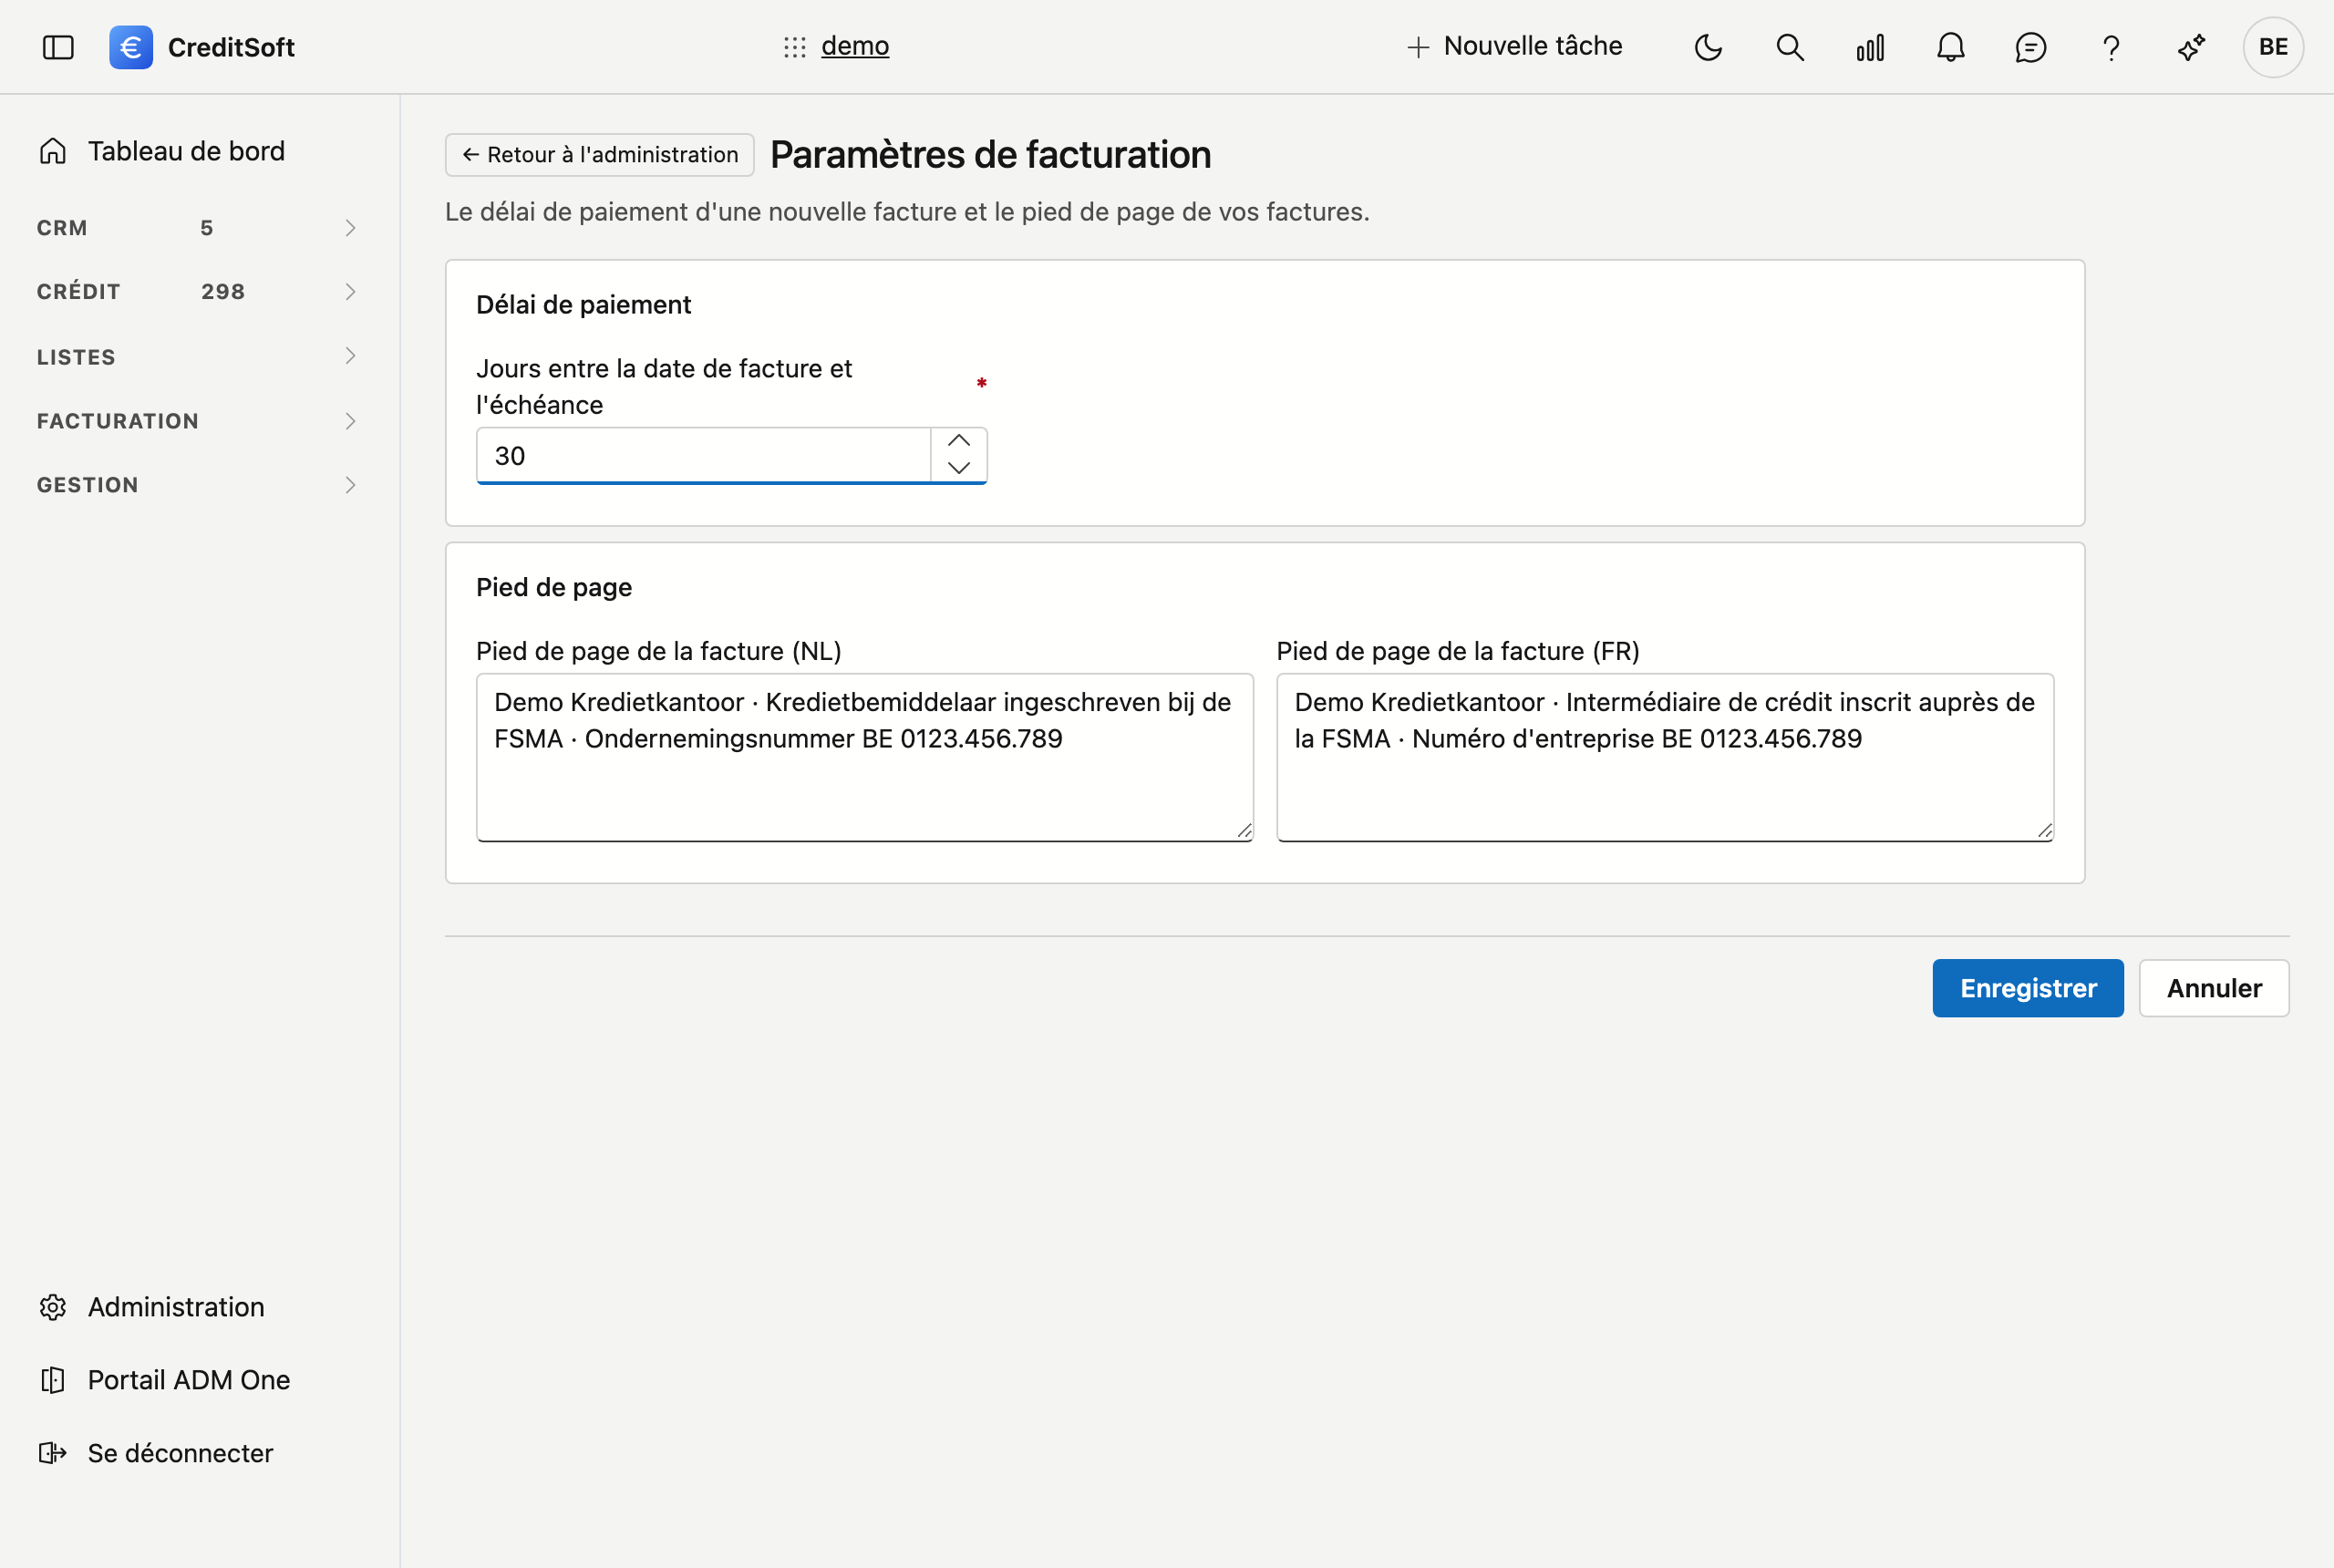 CreditSoft
demo
Nouvelle tâche
BE
Tableau de bord
CRM 5
CRÉDIT 298
LISTES
FACTURATION
GESTION
Administration
Portail ADM One
Se déconnecter
← Retour à l'administration
Paramètres de facturation
Le délai de paiement d'une nouvelle facture et le pied de page de vos factures.
Délai de paiement
Jours entre la date de facture et
l'échéance
*
30
Pied de page
Pied de page de la facture (NL)
Demo Kredietkantoor · Kredietbemiddelaar ingeschreven bij de
FSMA · Ondernemingsnummer BE 0123.456.789
Pied de page de la facture (FR)
Demo Kredietkantoor · Intermédiaire de crédit inscrit auprès de
la FSMA · Numéro d'entreprise BE 0123.456.789
Enregistrer
Annuler